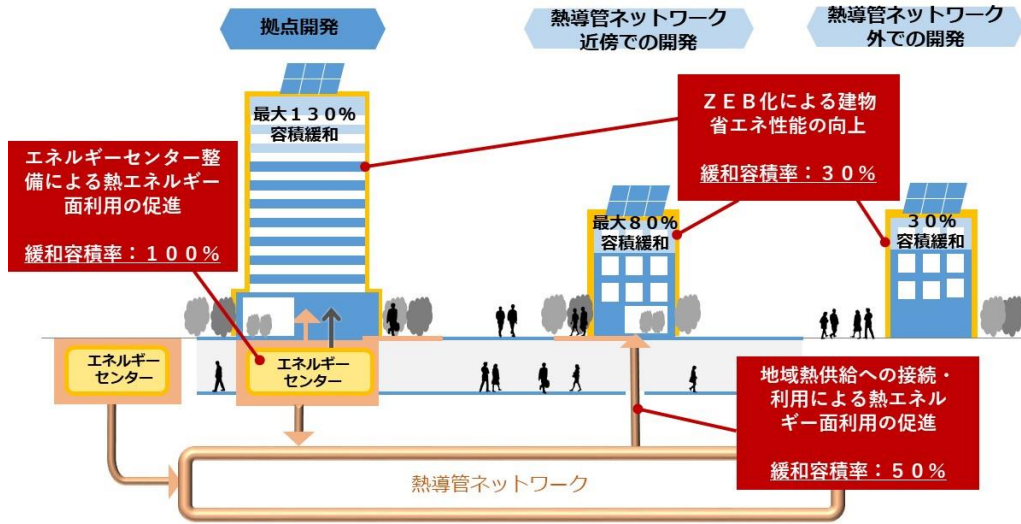 拠点開発
熱導管ネットワーク
近傍での開発
熱導管ネットワーク
外での開発
最大１３０％
容積緩和
ＺＥＢ化による建物
省エネ性能の向上
緩和容積率：３０％
エネルギーセンター整
備による熱エネルギー
面利用の促進
緩和容積率：１００％
最大８０％
容積緩和
３０％
容積緩和
エネルギー
センター
エネルギー
センター
地域熱供給への接続・
利用による熱エネル
ギー面利用の促進
緩和容積率：５０％
熱導管ネットワーク